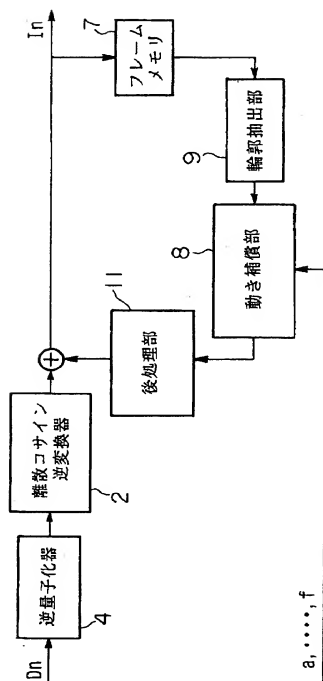 Dn
逆量子化器
4
離散コサイン
逆変換器
2
+
In
フレーム
メモリ
7
輪郭抽出部
9
動き補償部
8
後処理部
11
a, ・・・・, f